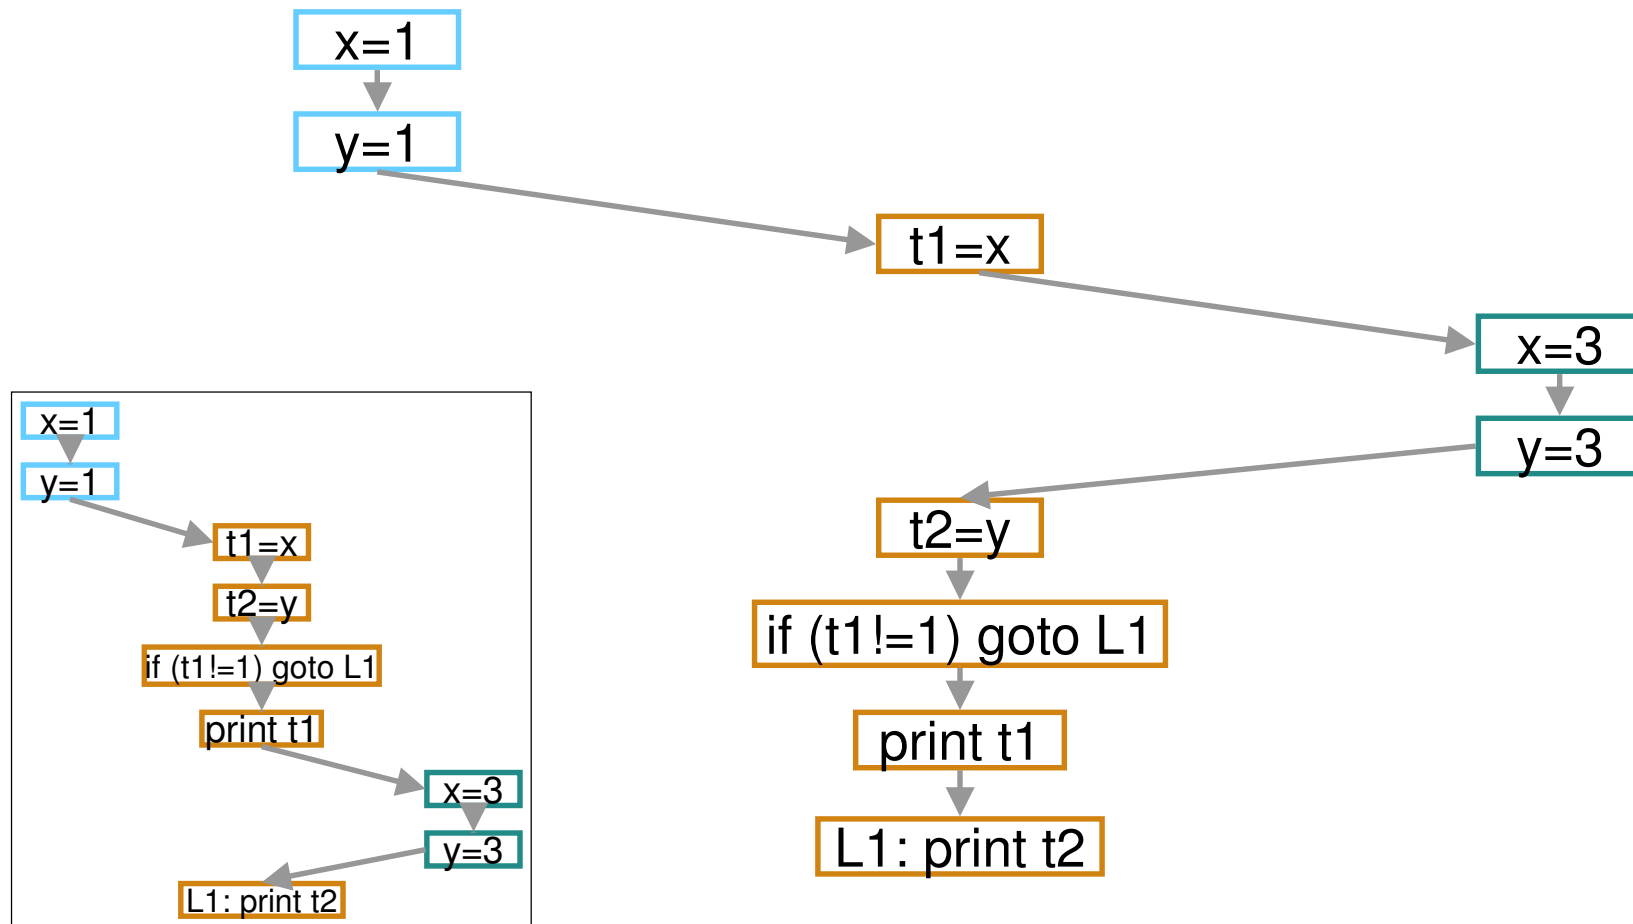 x=1
y=1
t1=x
x=3
y=3
t2=y
if (t1!=1) goto L1
print t1
L1: print t2
x=1
y=1
t1=x
t2=y
if (t1!=1) goto L1
print t1
x=3
y=3
L1: print t2